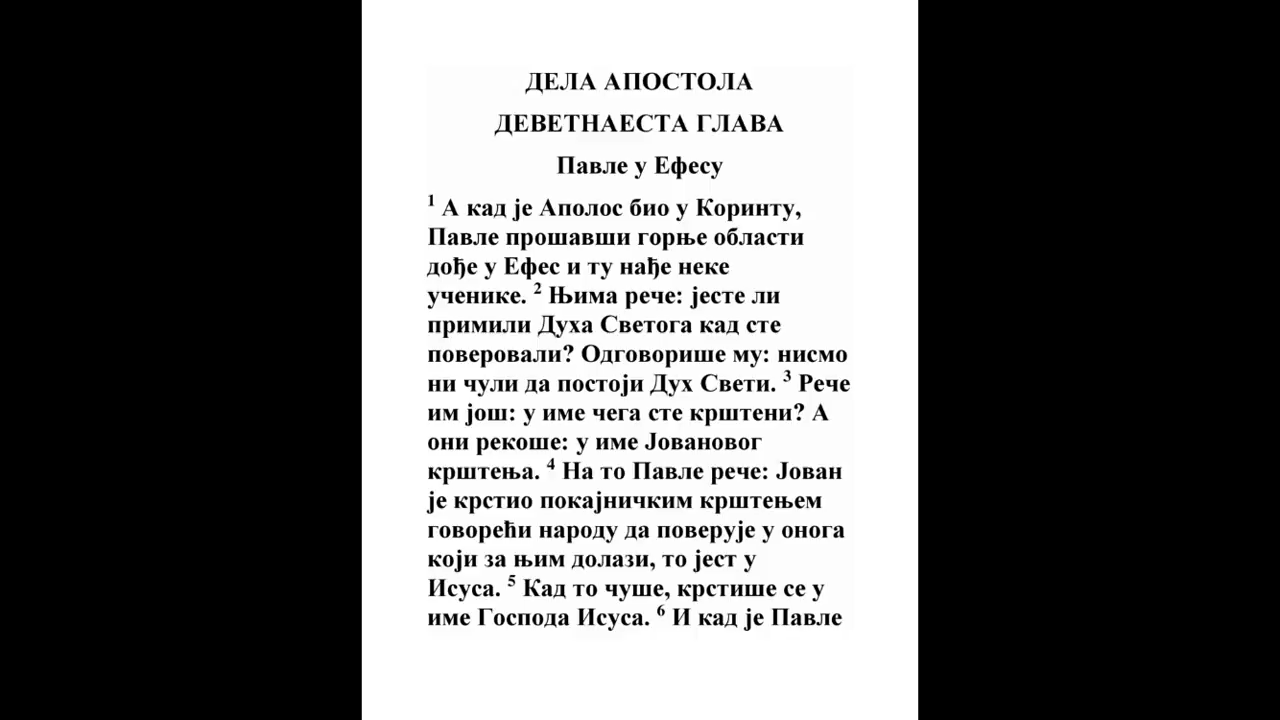 ДЕЛА АПОСТОЛА
ДЕВЕТНАЕСТА ГЛАВА
Павле у Ефесу
1 А кад је Аполос био у Коринту,
Павле прошавши горње области
дође у Ефес и ту нађе неке
ученике. 2 Њима рече: јесте ли
примили Духа Светога кад сте
поверовали? Одговорише му: нисмо
ни чули да постоји Дух Свети. 3 Рече
им још: у име чега сте крштени? А
они рекоше: у име Јовановог
крштења. 4 На то Павле рече: Јован
је крстио покајничким крштењем
говорећи народу да поверује у онога
који за њим долази, то јест у
Исуса. 5 Кад то чуше, крстише се у
име Господа Исуса. 6 И кад је Павле